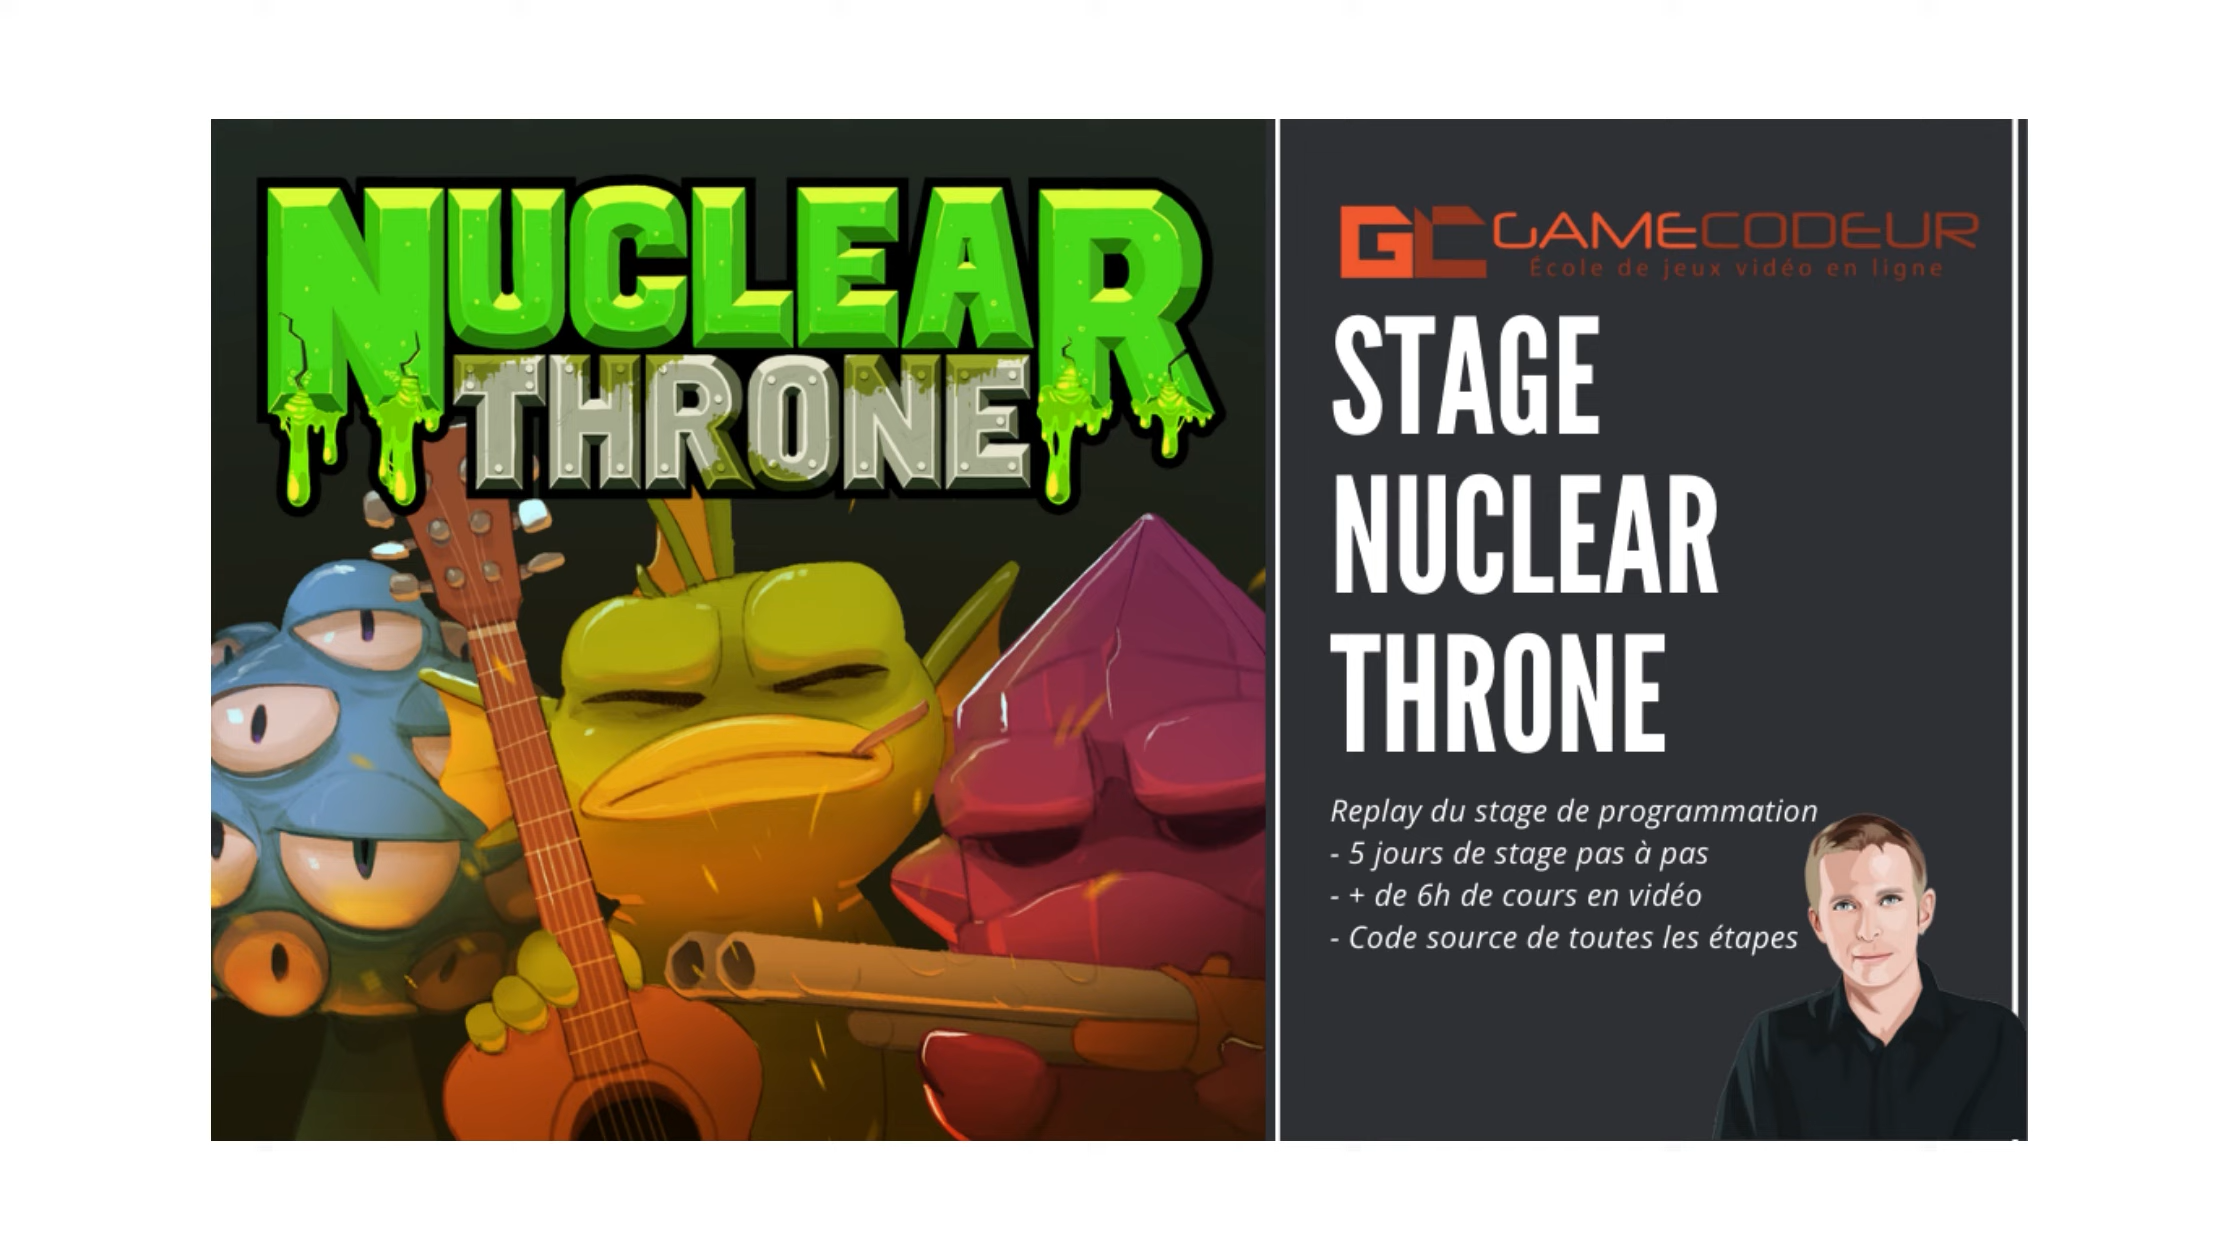 NUCLEAR
THRONE
GC GAMECODEUR
École de jeux vidéo en ligne
STAGE
NUCLEAR
THRONE
Replay du stage de programmation
- 5 jours de stage pas à pas
- + de 6h de cours en vidéo
- Code source de toutes les étapes